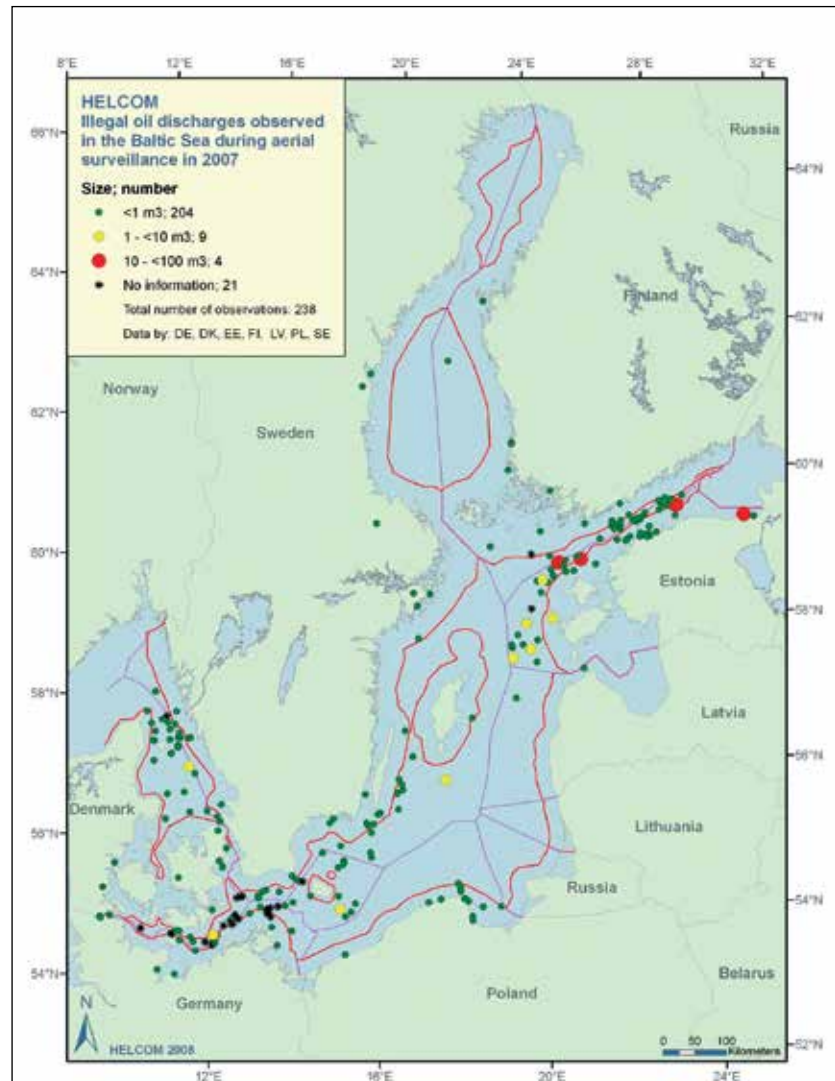 8°E 12°E 16°E 20°E 24°E 28°E 32°E
HELCOM
Illegal oil discharges observed
in the Baltic Sea during aerial
surveillance in 2007
Size; number
<1 m3; 204
1 - <10 m3; 9
10 - <100 m3; 4
No information; 21
Total number of observations: 238
Data by: DE, DK, EE, FI, LV, PL, SE
66°N
Russia
64°N
64°N
Finland
62°N
Norway
62°N
Sweden
60°N
60°N
Estonia
58°N
58°N
Latvia
56°N
Denmark
56°N
Lithuania
Russia
54°N
54°N
Belarus
Poland
Germany
N
HELCOM 2008
0 50 100
Kilometers
52°N
12°E 16°E 20°E 24°E